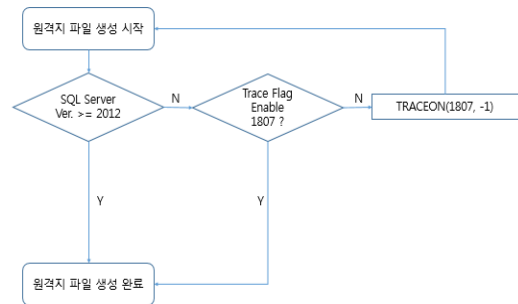 원격지 파일 생성 시작
SQL Server
Ver. >= 2012
N
Trace Flag
Enable
1807 ?
N
TRACEON(1807, -1)
Y
Y
원격지 파일 생성 완료